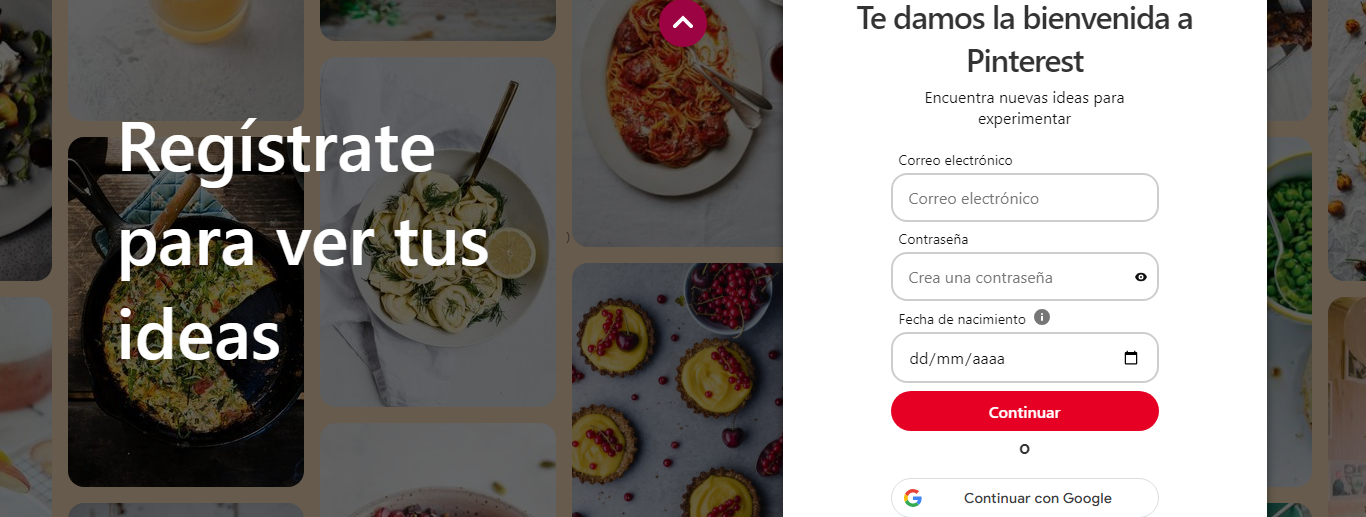 Regístrate
para ver tus
ideas
Te damos la bienvenida a
Pinterest
Encuentra nuevas ideas para
experimentar
Correo electrónico
Correo electrónico
Contraseña
Crea una contraseña
Fecha de nacimiento
dd/mm/aaaa
Continuar
O
Continuar con Google